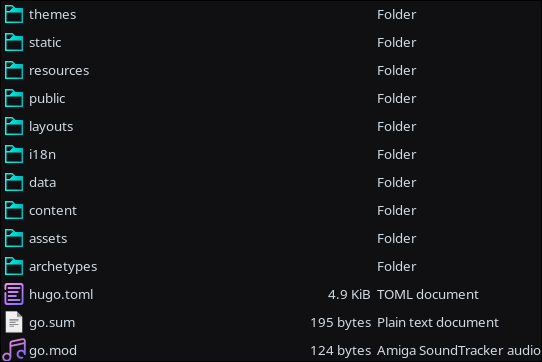 themes Folder
static Folder
resources Folder
public Folder
layouts Folder
i18n Folder
data Folder
content Folder
assets Folder
archetypes Folder
hugo.toml 4.9 KiB TOML document
go.sum 195 bytes Plain text document
go.mod 124 bytes Amiga SoundTracker audio